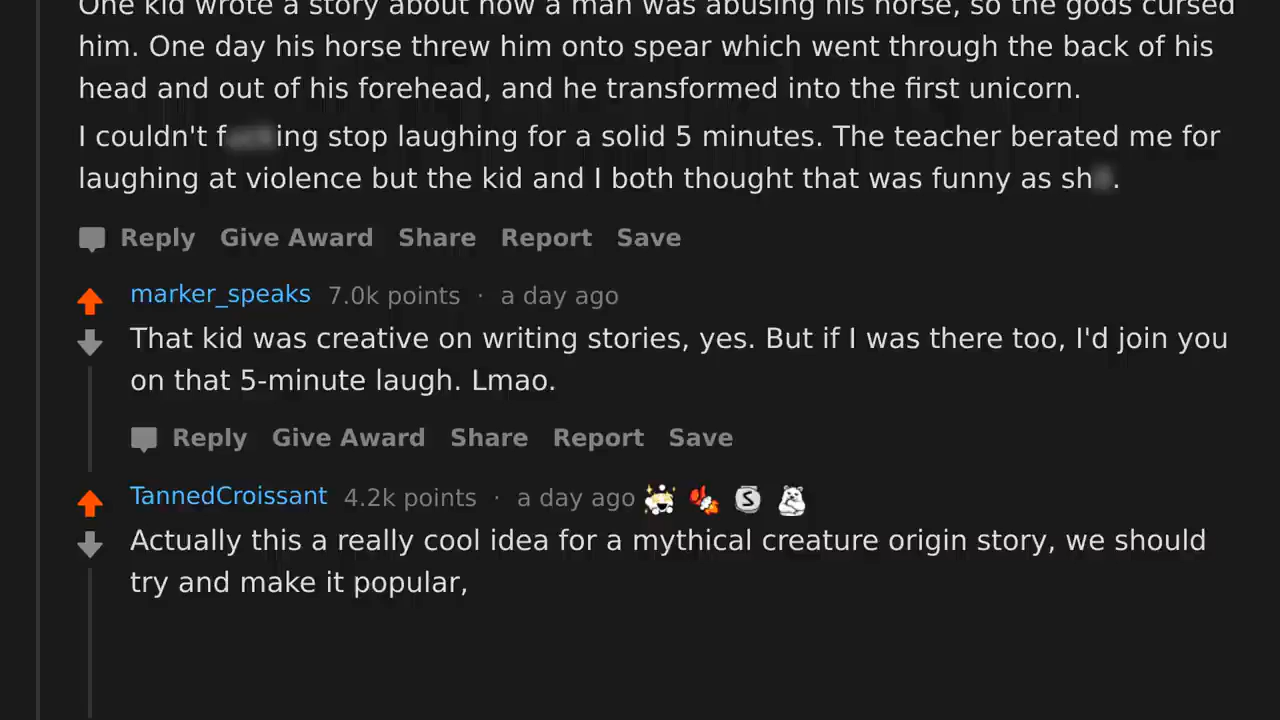 One kid wrote a story about how a man was abusing his horse, so the gods cursed
him. One day his horse threw him onto spear which went through the back of his
head and out of his forehead, and he transformed into the first unicorn.
I couldn't f ing stop laughing for a solid 5 minutes. The teacher berated me for
laughing at violence but the kid and I both thought that was funny as sh .
Reply Give Award Share Report Save
marker_speaks 7.0k points · a day ago
That kid was creative on writing stories, yes. But if I was there too, I'd join you
on that 5-minute laugh. Lmao.
Reply Give Award Share Report Save
TannedCroissant 4.2k points · a day ago S
Actually this a really cool idea for a mythical creature origin story, we should
try and make it popular,